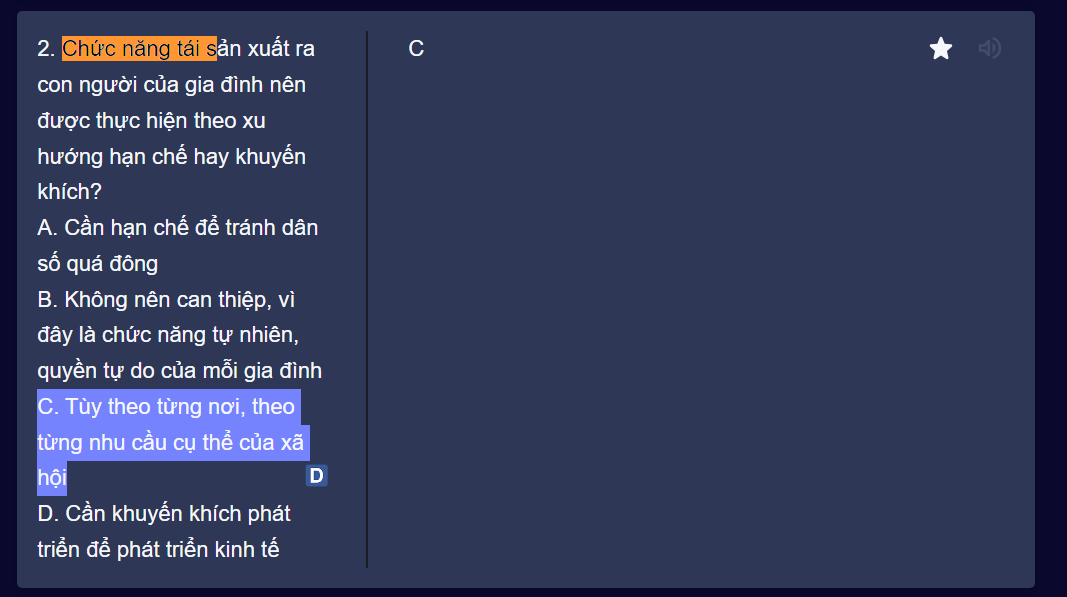 2. Chức năng tái sản xuất ra
con người của gia đình nên
được thực hiện theo xu
hướng hạn chế hay khuyến
khích?
A. Cần hạn chế để tránh dân
số quá đông
B. Không nên can thiệp, vì
đây là chức năng tự nhiên,
quyền tự do của mỗi gia đình
C. Tùy theo từng nơi, theo
từng nhu cầu cụ thể của xã
hội
D
D. Cần khuyến khích phát
triển để phát triển kinh tế
C